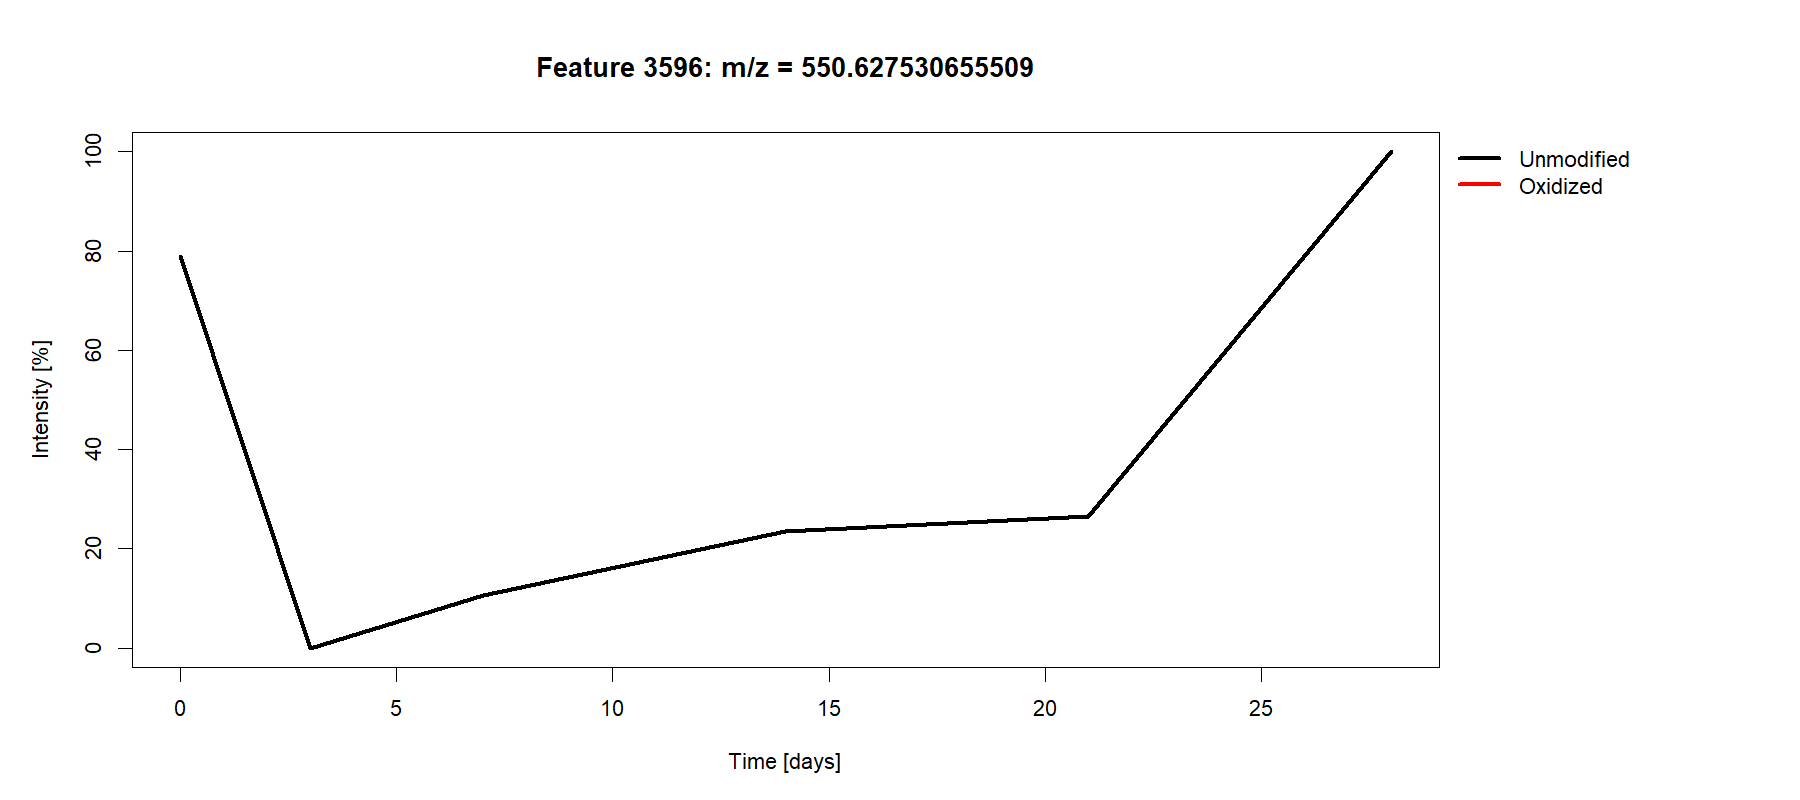 Feature 3596: m/z = 550.627530655509
Unmodified
Oxidized
Intensity [%]
100
80
60
40
20
0
0 5 10 15 20 25
Time [days]